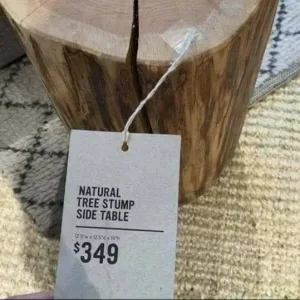 NATURAL
TREE STUMP
SIDE TABLE
$349